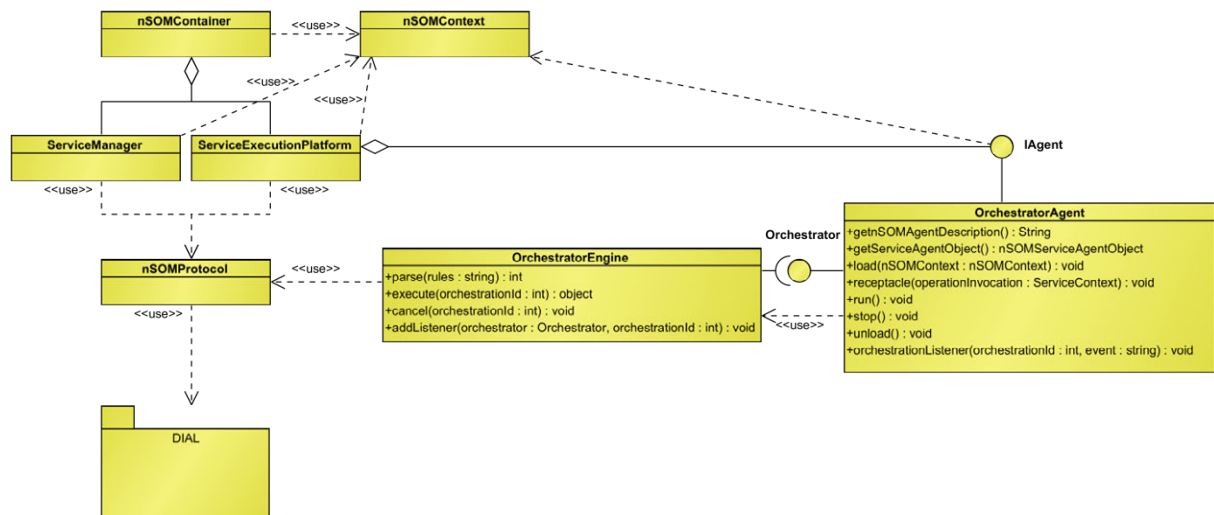 nSOMContainer
<<use>>
nSOMContext
<<use>>
<<use>>
ServiceManager
ServiceExecutionPlatform
IAgent
<<use>>
<<use>>
OrchestratorAgent
+getnSOMAgentDescription() : String
+getServiceAgentObject() : nSOMServiceAgentObject
+load(nSOMContext : nSOMContext) : void
+receptacle(operationInvocation : ServiceContext) : void
+run() : void
+stop() : void
+unload() : void
+orchestrationListener(orchestrationId : int, event : string) : void
Orchestrator
OrchestratorEngine
+parse(rules : string) : int
+execute(orchestrationId : int) : object
+cancel(orchestrationId : int) : void
+addListener(orchestrator : Orchestrator, orchestrationId : int) : void
<<use>>
<<use>>
nSOMProtocol
<<use>>
DIAL